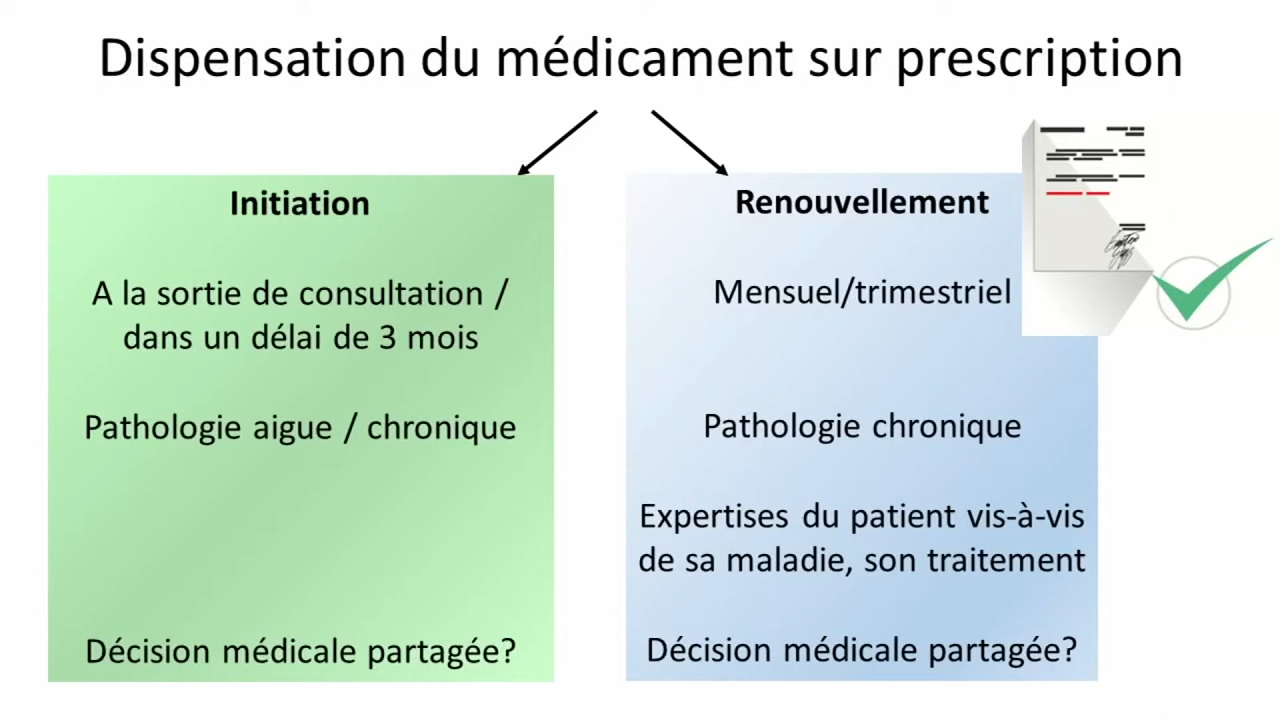 Dispensation du médicament sur prescription
Initiation
A la sortie de consultation /
dans un délai de 3 mois
Pathologie aigue / chronique
Décision médicale partagée?
Renouvellement
Mensuel/trimestriel
Pathologie chronique
Expertises du patient vis-à-vis
de sa maladie, son traitement
Décision médicale partagée?